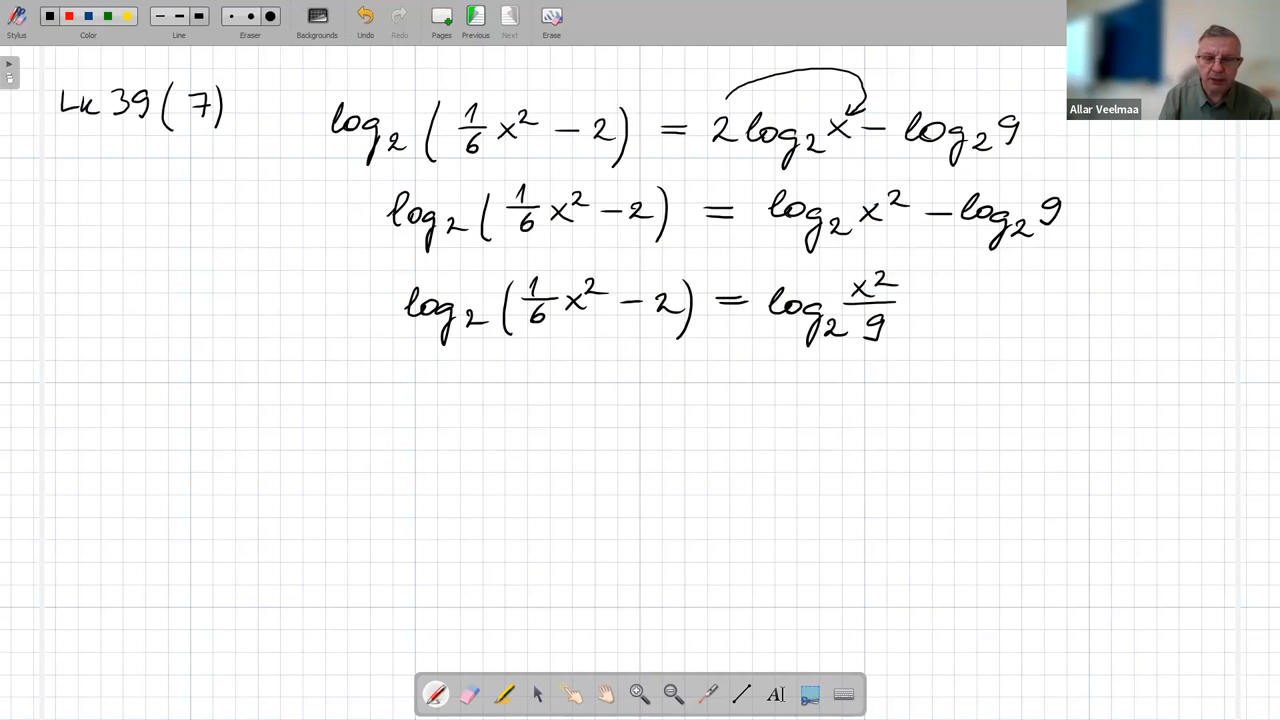 Stylus Color Line Eraser Backgrounds Undo Redo Pages Previous Next Erase
Allar Veelmaa
Lk 39 (7) log₂(1/6 x² − 2) = 2 log₂ x − log₂ 9
log₂(1/6 x² − 2) = log₂ x² − log₂ 9
log₂(1/6 x² − 2) = log₂ x²/9